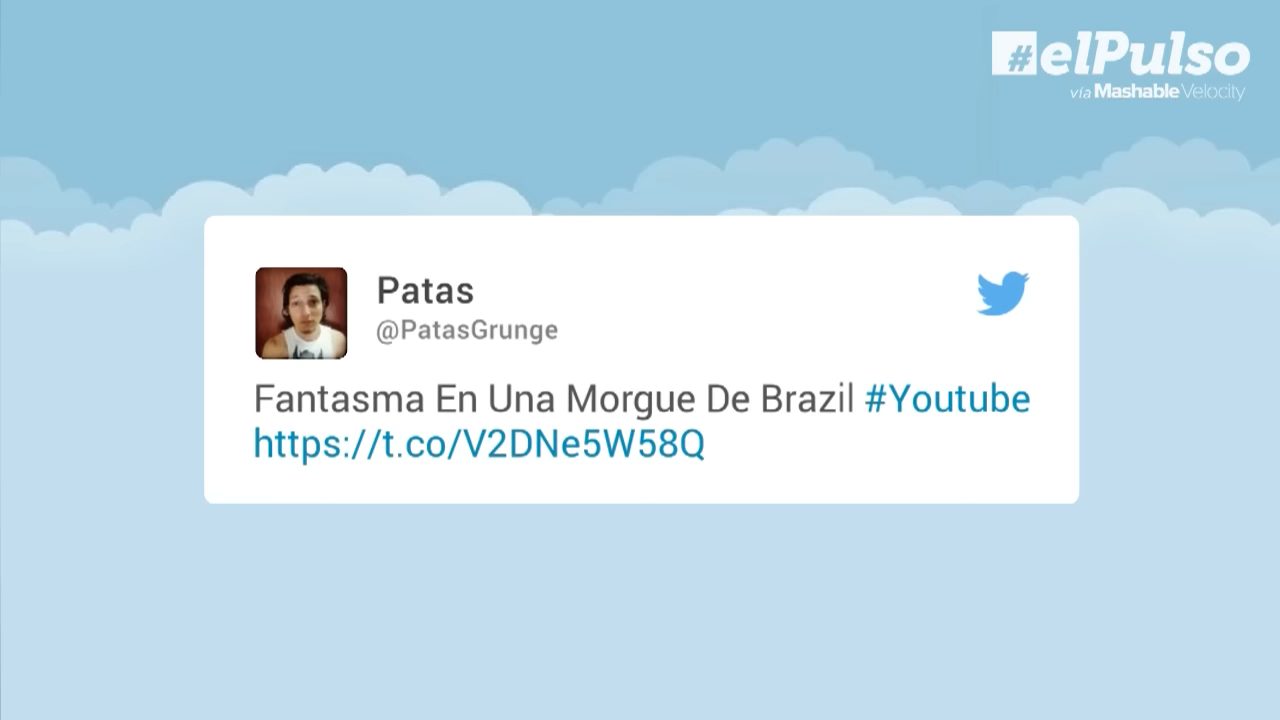 #elPulso
vía Mashable Velocity
Patas
@PatasGrunge
Fantasma En Una Morgue De Brazil #Youtube
https://t.co/V2DNe5W58Q